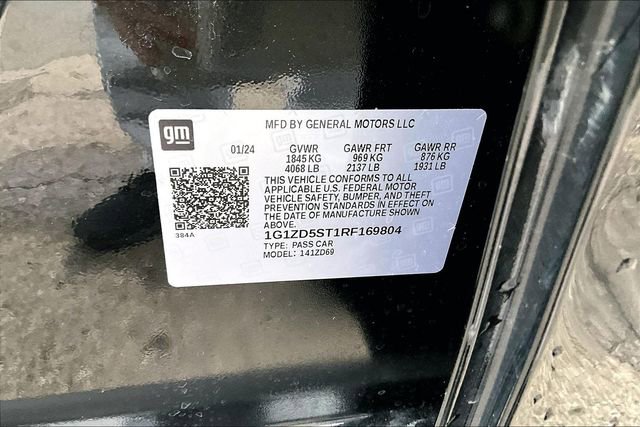 gm
MFD BY GENERAL MOTORS LLC
01/24 GVWR GAWR FRT GAWR RR
1845 KG 969 KG 876 KG
4068 LB 2137 LB 1931 LB
THIS VEHICLE CONFORMS TO ALL
APPLICABLE U.S. FEDERAL MOTOR
VEHICLE SAFETY, BUMPER, AND THEFT
PREVENTION STANDARDS IN EFFECT ON
THE DATE OF MANUFACTURE SHOWN
ABOVE.
384A
1G1ZD5ST1RF169804
TYPE: PASS CAR
MODEL: 141ZD69